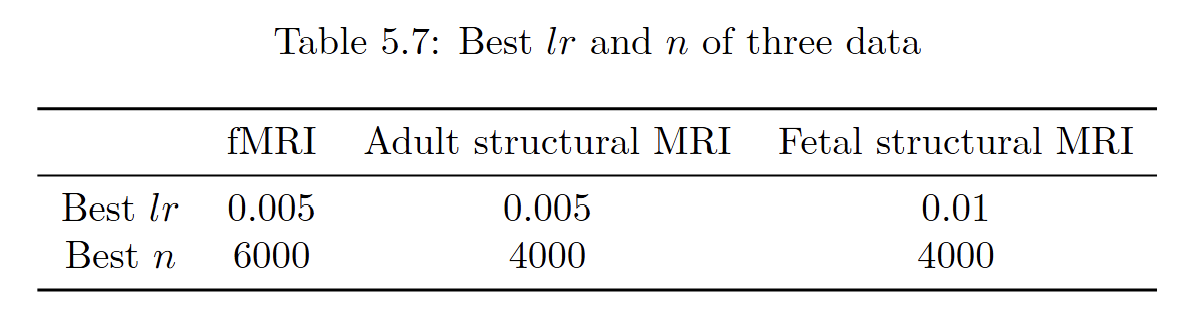 Table 5.7: Best lr and n of three data
fMRI Adult structural MRI Fetal structural MRI
Best lr 0.005 0.005 0.01
Best n 6000 4000 4000